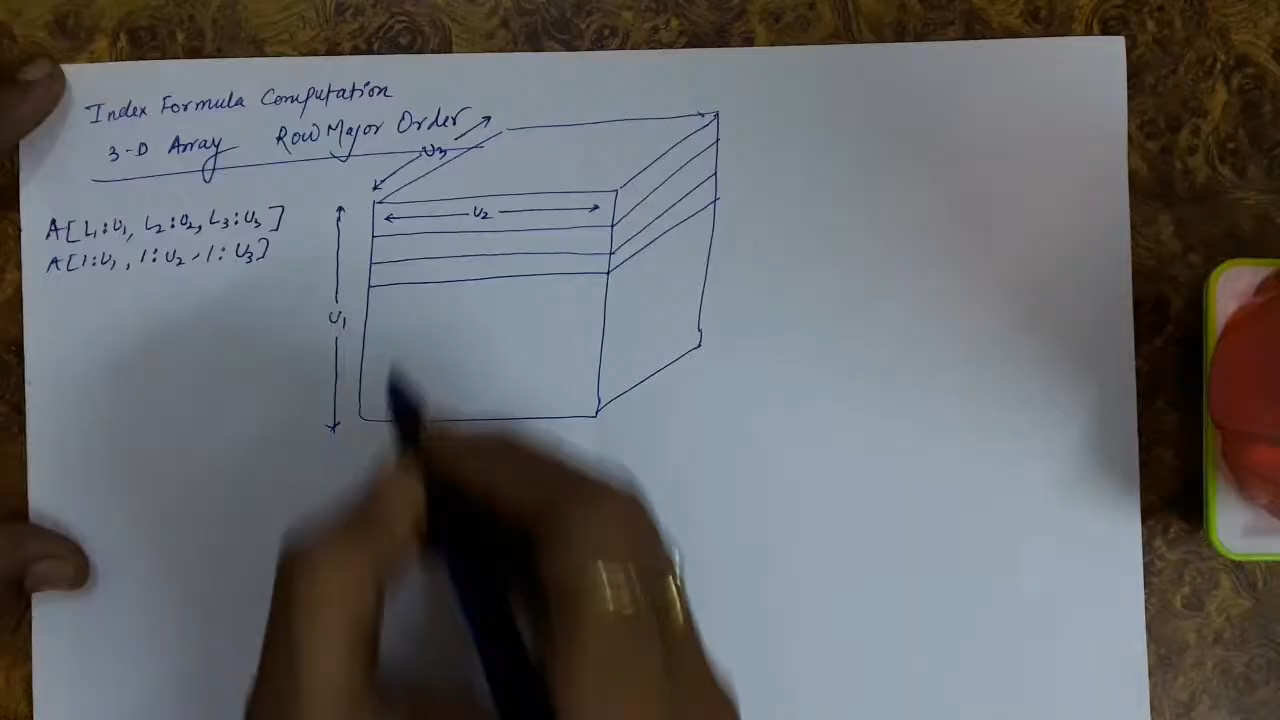 Index Formula Computation
3-D Array Row Major Order
U3
A[L1:U1, L2:U2, L3:U3]
U2
A[1:U1, 1:U2, 1:U3]
U1